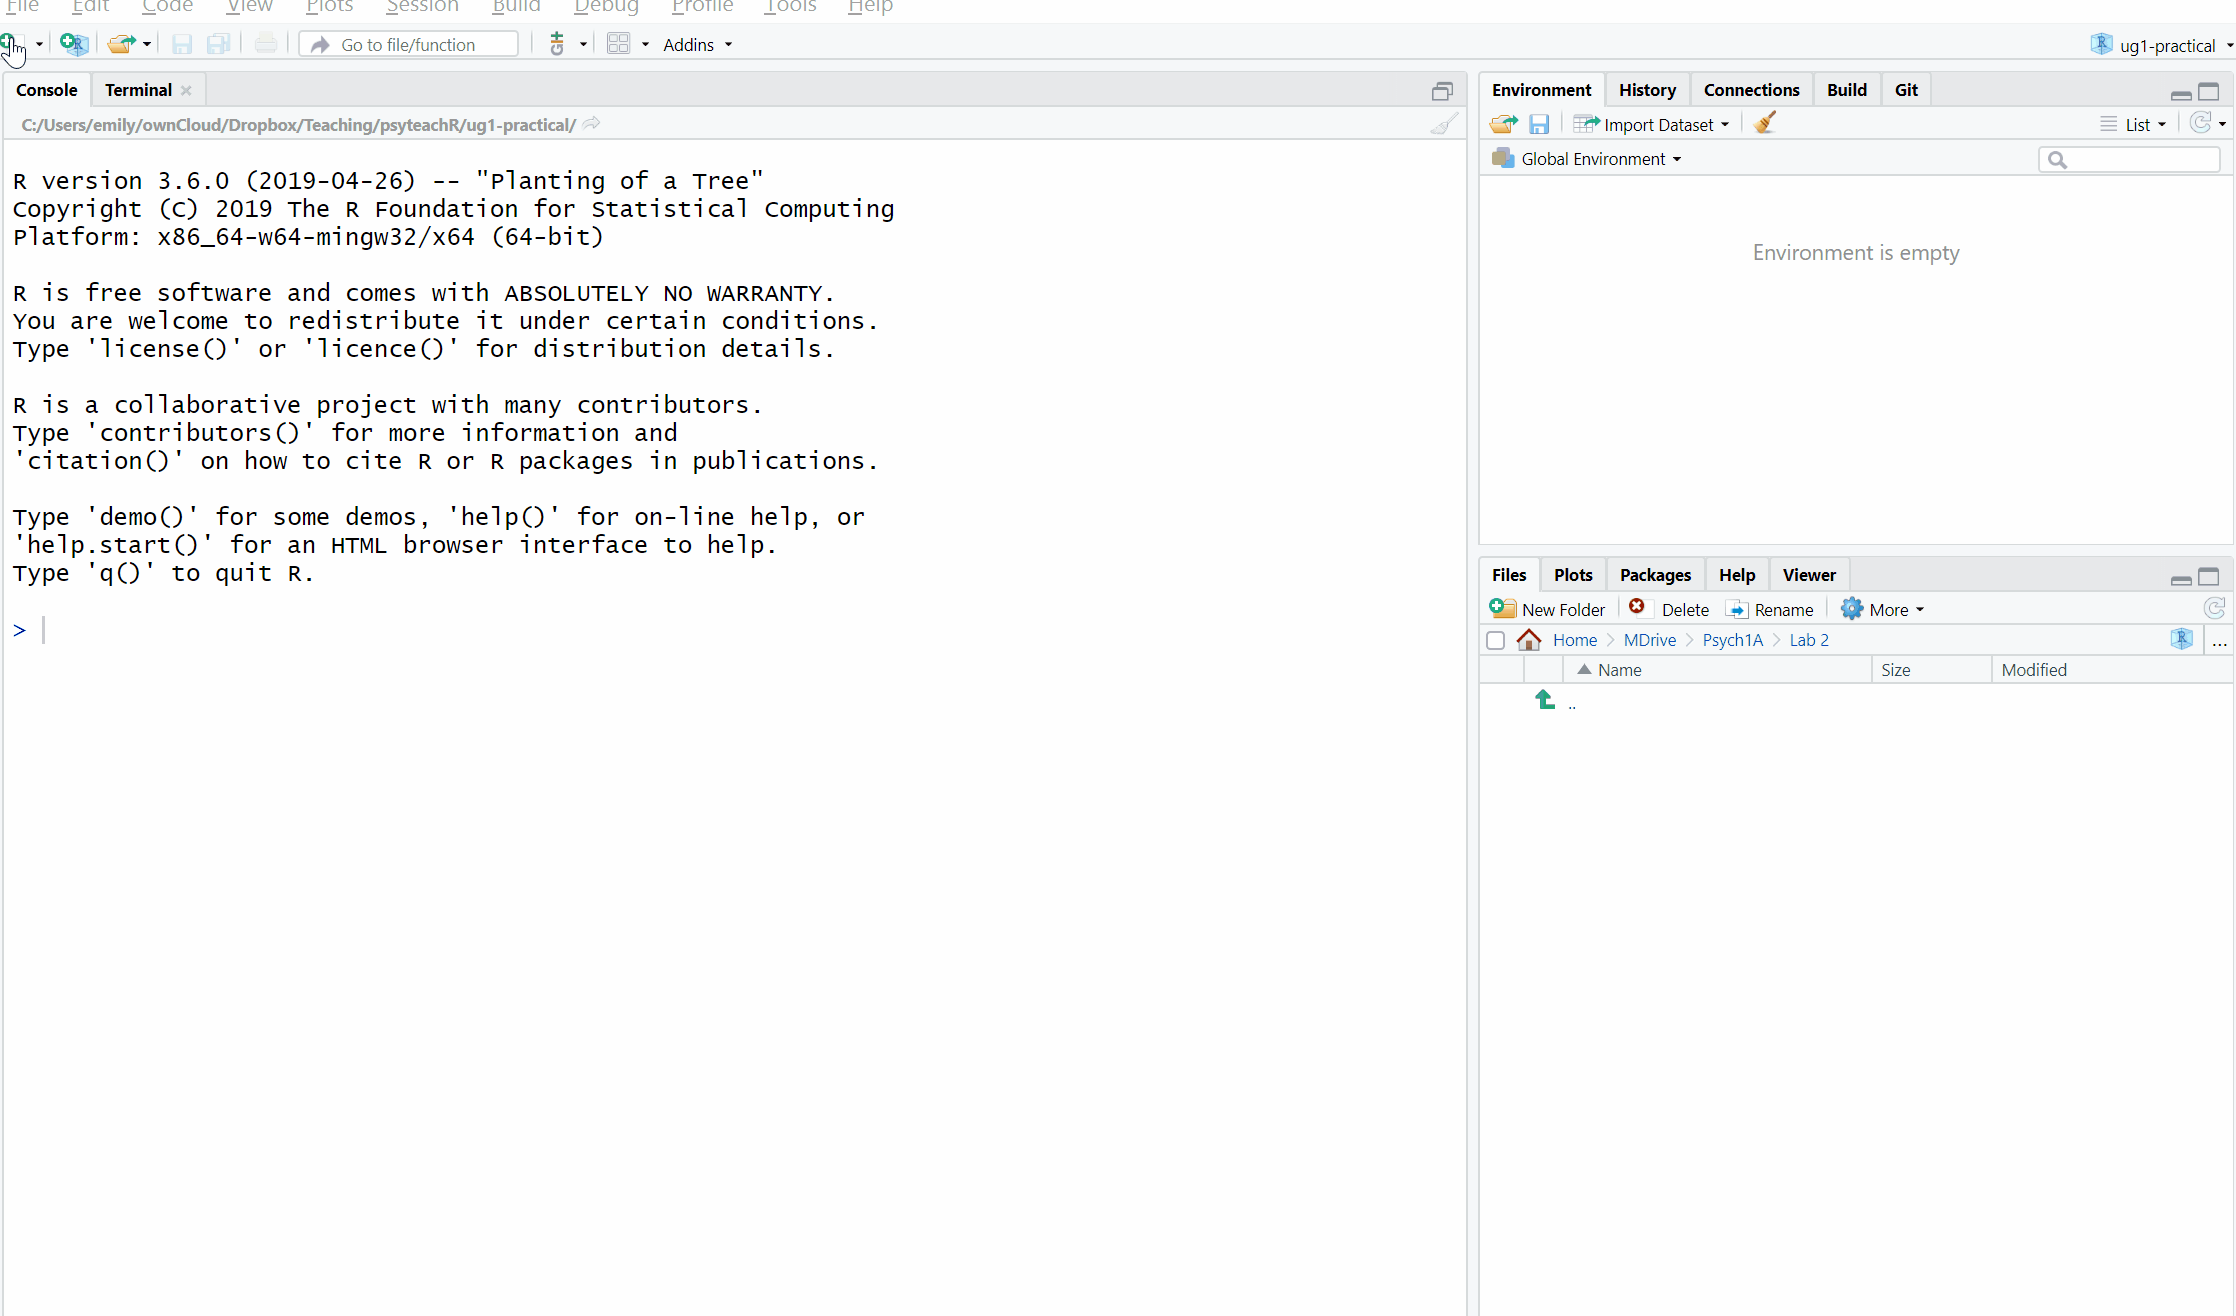 File Edit Code View Plots Session Build Debug Profile Tools Help
Go to file/function Addins ug1-practical
Console Terminal
C:/Users/emily/ownCloud/Dropbox/Teaching/psyteachR/ug1-practical/
R version 3.6.0 (2019-04-26) -- "Planting of a Tree"
Copyright (C) 2019 The R Foundation for Statistical Computing
Platform: x86_64-w64-mingw32/x64 (64-bit)
R is free software and comes with ABSOLUTELY NO WARRANTY.
You are welcome to redistribute it under certain conditions.
Type 'license()' or 'licence()' for distribution details.
R is a collaborative project with many contributors.
Type 'contributors()' for more information and
'citation()' on how to cite R or R packages in publications.
Type 'demo()' for some demos, 'help()' for on-line help, or
'help.start()' for an HTML browser interface to help.
Type 'q()' to quit R.
>
Environment History Connections Build Git
Import Dataset List
Global Environment
Environment is empty
Files Plots Packages Help Viewer
New Folder Delete Rename More
Home MDrive Psych1A Lab 2 ...
Name Size Modified
..